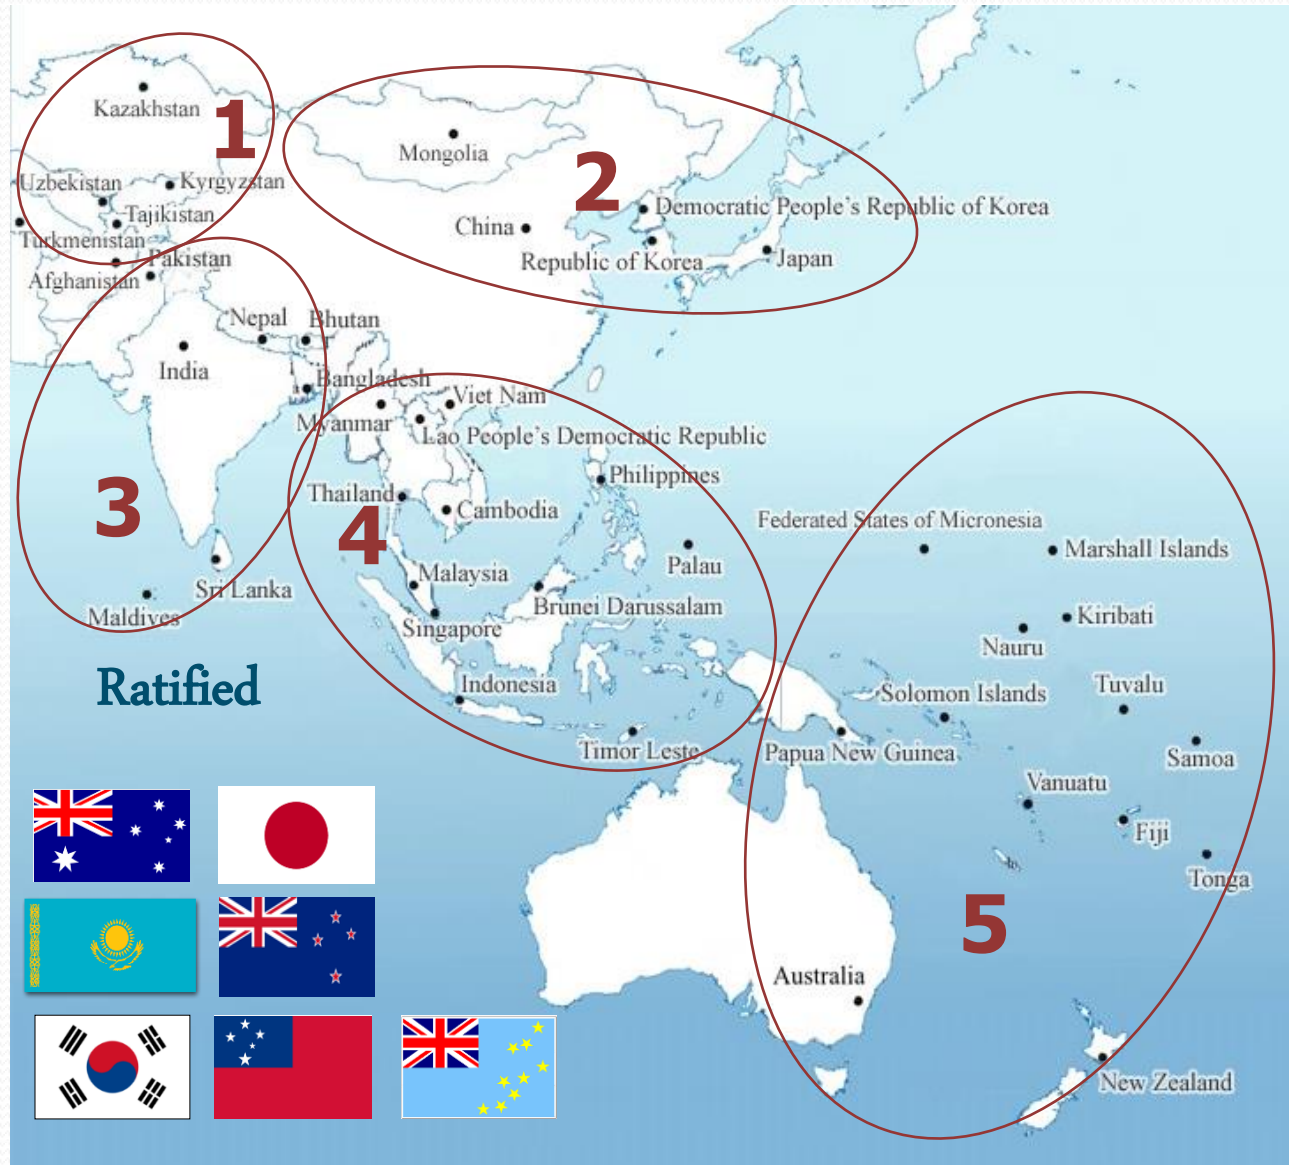 Kazakhstan
1
Uzbekistan
Kyrgyzstan
Tajikistan
Turkmenistan
Afghanistan
Pakistan
Mongolia
2
China
Democratic People's Republic of Korea
Republic of Korea
Japan
Nepal
Bhutan
India
Bangladesh
3
Sri Lanka
Maldives
Myanmar
Viet Nam
Lao People's Democratic Republic
Philippines
Thailand
Cambodia
4
Palau
Malaysia
Brunei Darussalam
Singapore
Indonesia
Timor Leste
Federated States of Micronesia
Marshall Islands
Kiribati
Nauru
Solomon Islands
Tuvalu
Papua New Guinea
Samoa
Vanuatu
Fiji
Tonga
5
Australia
New Zealand
Ratified